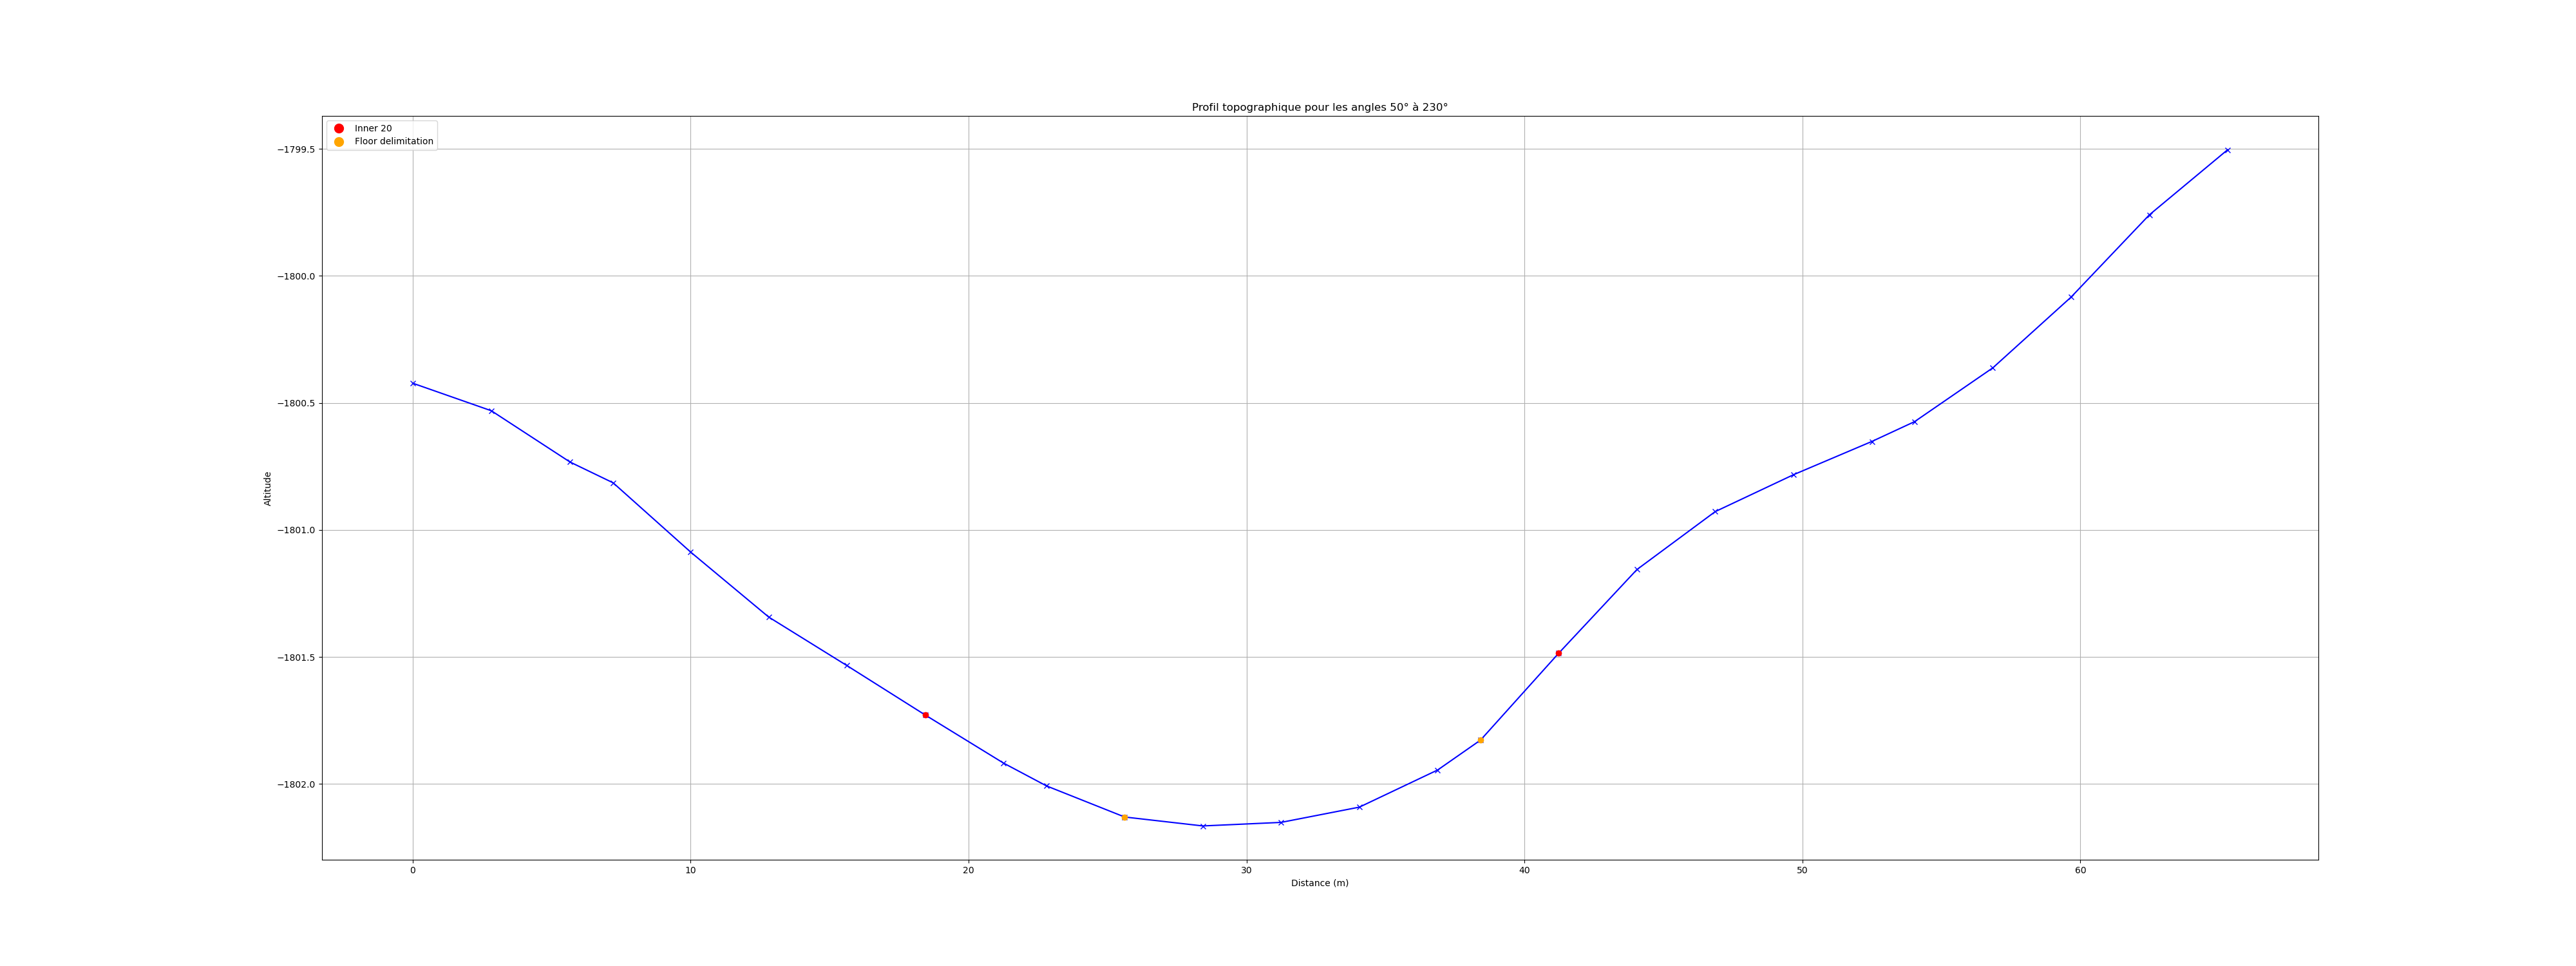 Profil topographique pour les angles 50° à 230°
Inner 20
Floor delimitation
−1799.5
−1800.0
−1800.5
−1801.0
−1801.5
−1802.0
Altitude
0 10 20 30 40 50 60
Distance (m)